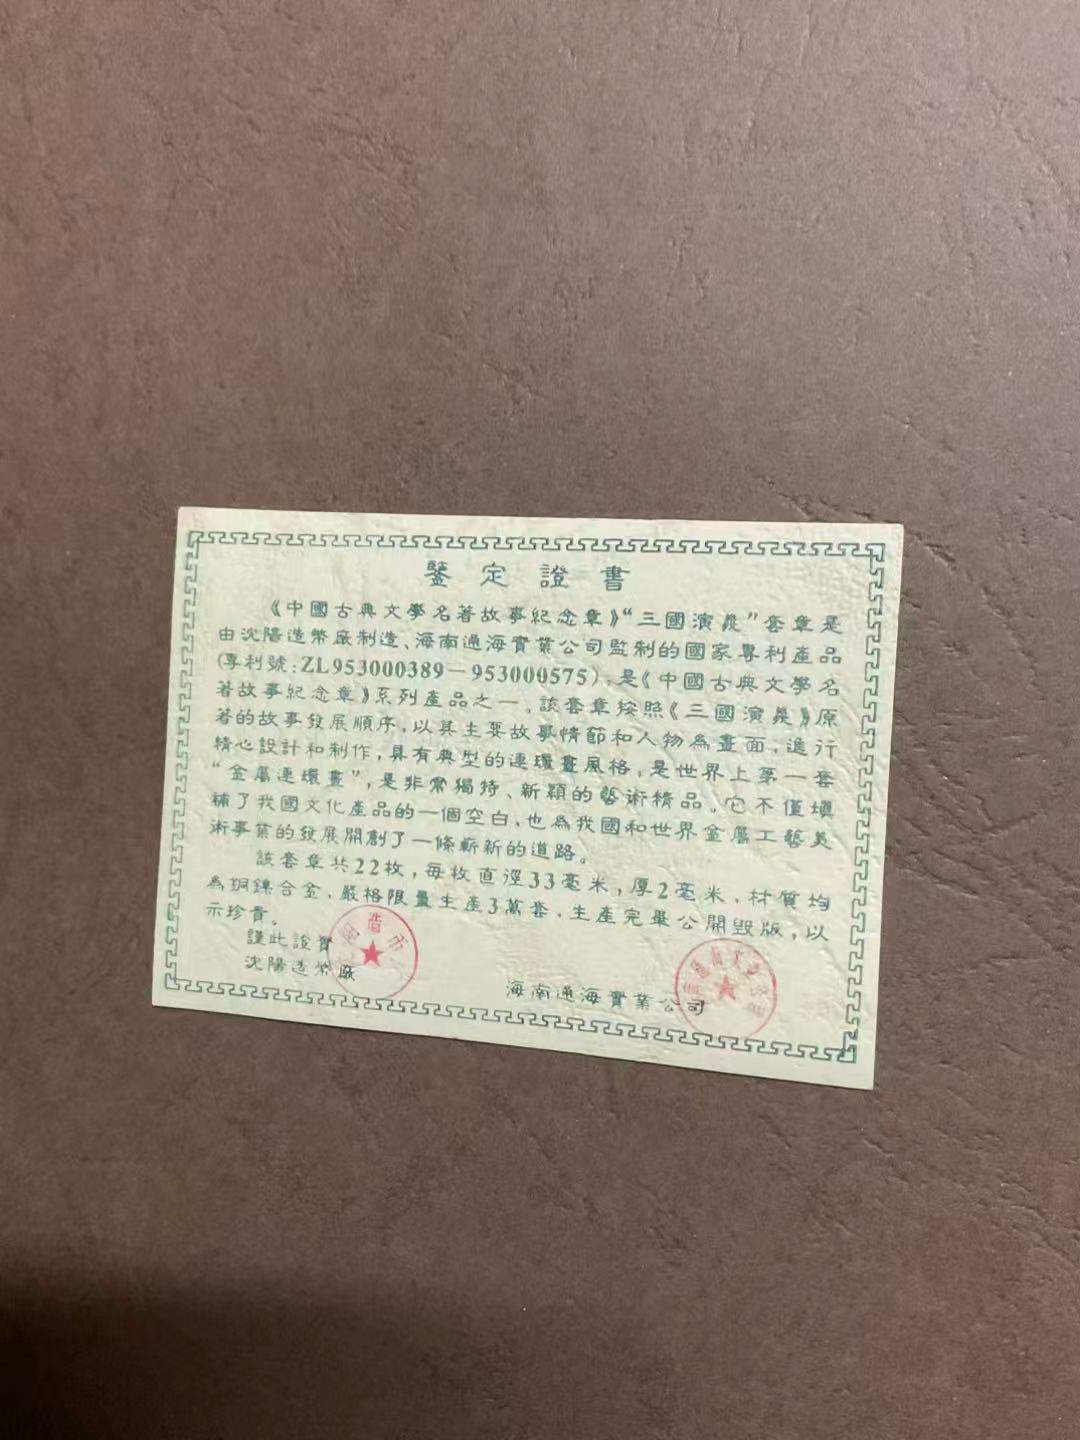 鉴定證書
《中國古典文學名著故事紀念章》“三國演義”套章是
由沈陽造幣廠制造、海南通海實業公司監制的國家專利產品
(專利號:ZL953000389－953000575);是《中國古典文學名
著故事紀念章》系列產品之一。該套章按照《三國演義》原
著的故事發展順序,以其主要故事情節和人物為畫面,進行
精心設計和制作,具有典型的連環畫風格,是世界上第一套
“金屬連環畫”,是非常獨特、新穎的藝術精品。它不僅填
補了我國文化產品的一個空白,也為我國和世界金屬工藝美
術事業的發展開創了一條嶄新的道路。
該套章共22枚,每枚直徑33毫米,厚2毫米、材質均
為銅鎳合金、嚴格限量生產3萬套、生產完畢公開毀版,以
示珍貴。
謹此證實
沈陽造幣廠
海南通海實業公司